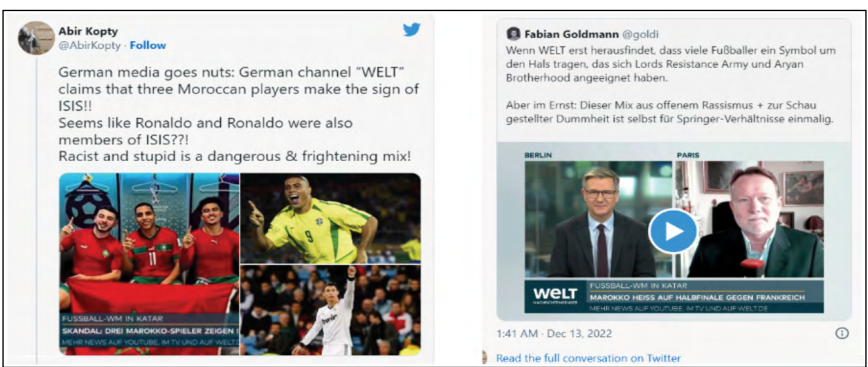 Abir Kopty
@AbirKopty · Follow
German media goes nuts: German channel "WELT"
claims that three Moroccan players make the sign of
ISIS!!
Seems like Ronaldo and Ronaldo were also
members of ISIS??!
Racist and stupid is a dangerous & frightening mix!
11
9
bwin
FUSSBALL-WM IN KATAR
SKANDAL: DREI MAROKKO-SPIELER ZEIGEN
MEHR NEWS AUF YOUTUBE, IM TV UND AUF WELT.D
Fabian Goldmann @goldi
Wenn WELT erst herausfindet, dass viele Fußballer ein Symbol um
den Hals tragen, das sich Lords Resistance Army und Aryan
Brotherhood angeeignet haben.
Aber im Ernst: Dieser Mix aus offenem Rassismus + zur Schau
gestellter Dummheit ist selbst für Springer-Verhältnisse einmalig.
BERLIN
PARIS
WELT
NACHRICHTENSENDER
FUSSBALL-WM IN KATAR
MAROKKO HEISS AUF HALBFINALE GEGEN FRANKREICH
MEHR NEWS AUF YOUTUBE, IM TV UND AUF WELT.DE
1:41 AM · Dec 13, 2022
Read the full conversation on Twitter